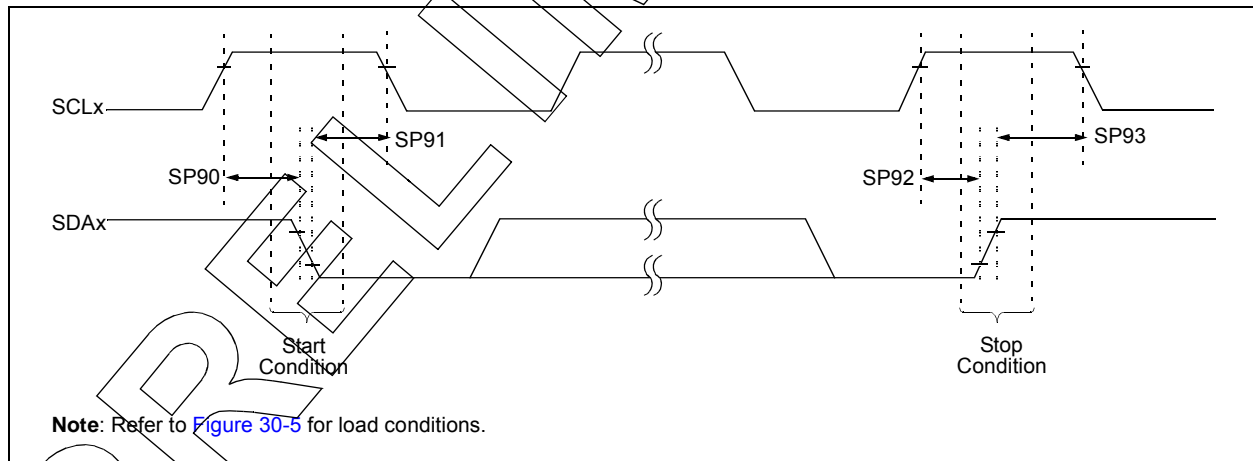 SCLx
SP91
SP93
SP90
SP92
SDAx
Start
Condition
Stop
Condition
Note: Refer to Figure 30-5 for load conditions.